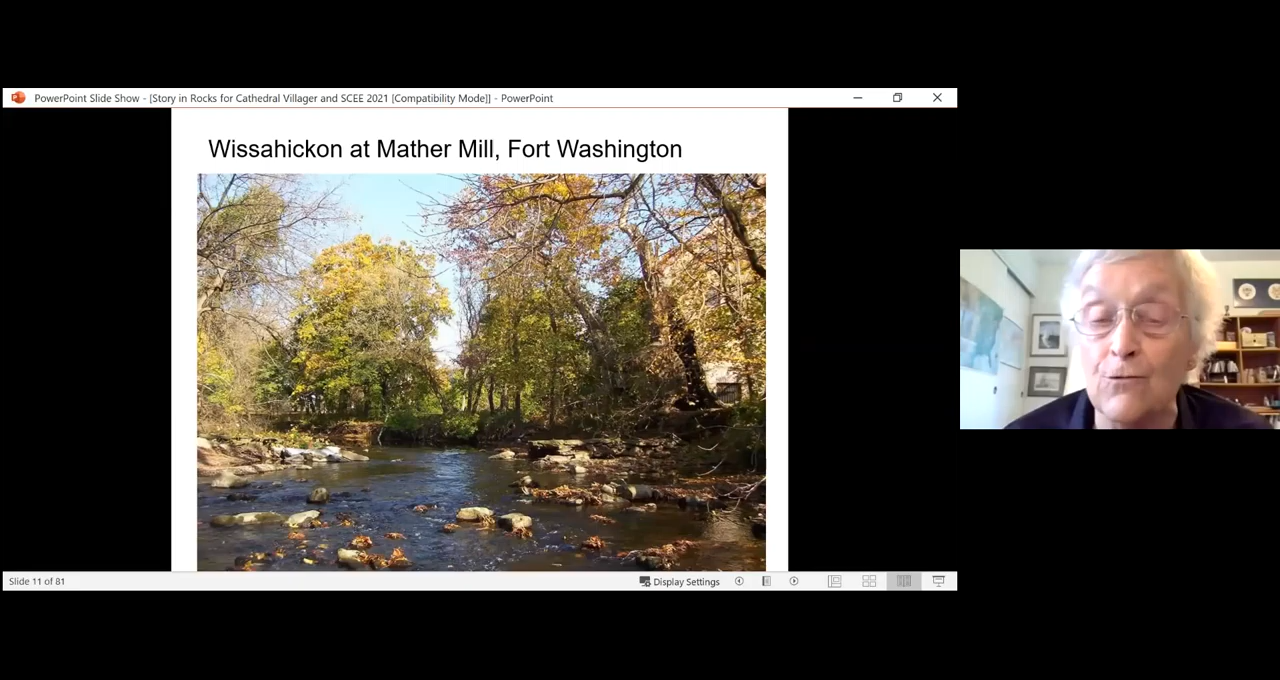 PowerPoint Slide Show - [Story in Rocks for Cathedral Villager and SCEE 2021 [Compatibility Mode]] - PowerPoint
Wissahickon at Mather Mill, Fort Washington
Slide 11 of 81
Display Settings